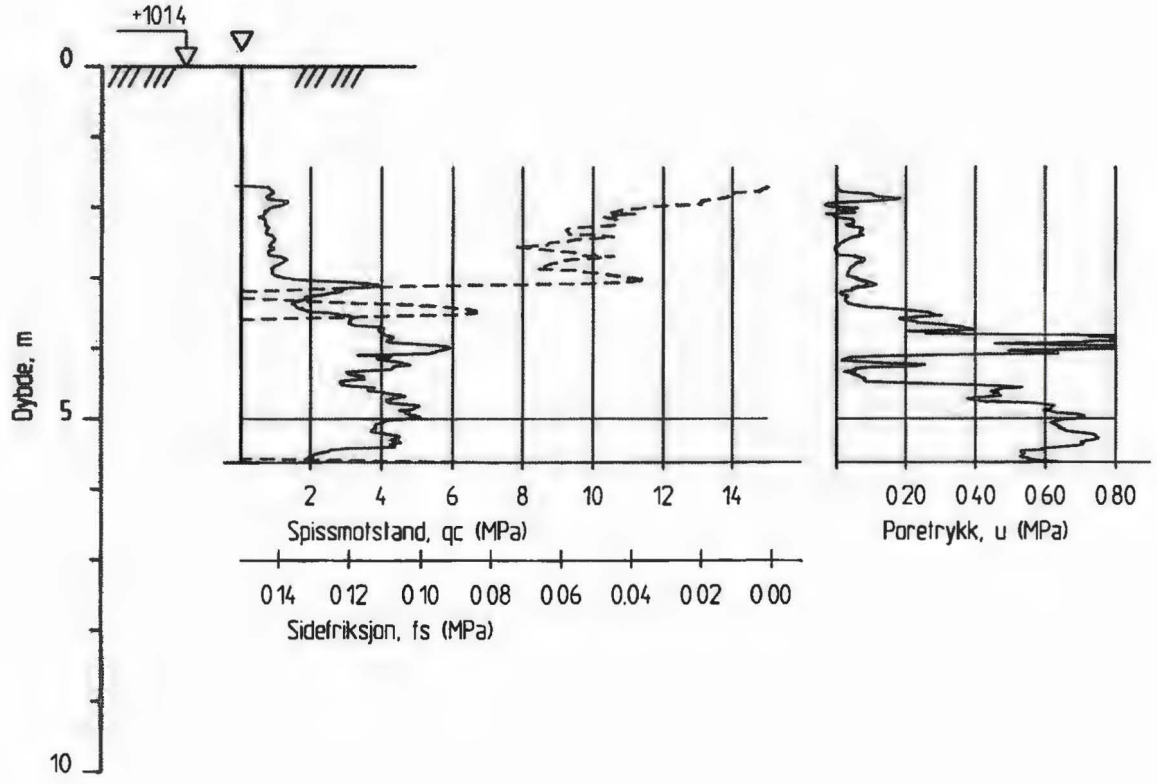 +1014
0
5
10
Dybde, m
2 4 6 8 10 12 14
Spissmotstand, qc (MPa)
014 012 010 008 006 0.04 002 000
Sidefriksjon, fs (MPa)
020 040 060 080
Poretrykk, u (MPa)